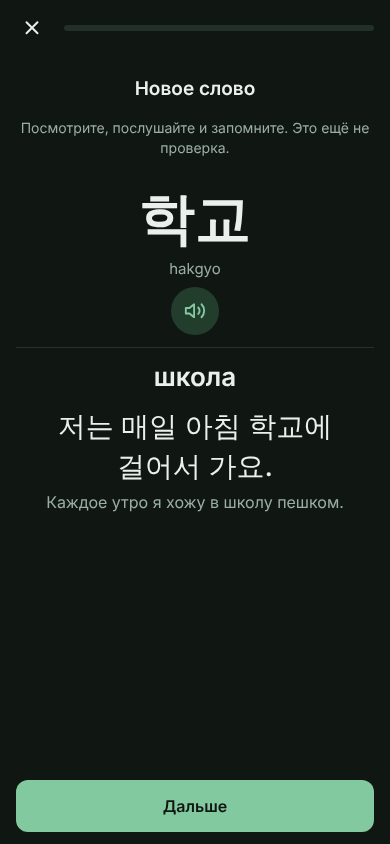 Новое слово
Посмотрите, послушайте и запомните. Это ещё не
проверка.
학교
hakgyo
школа
저는 매일 아침 학교에
걸어서 가요.
Каждое утро я хожу в школу пешком.
Дальше